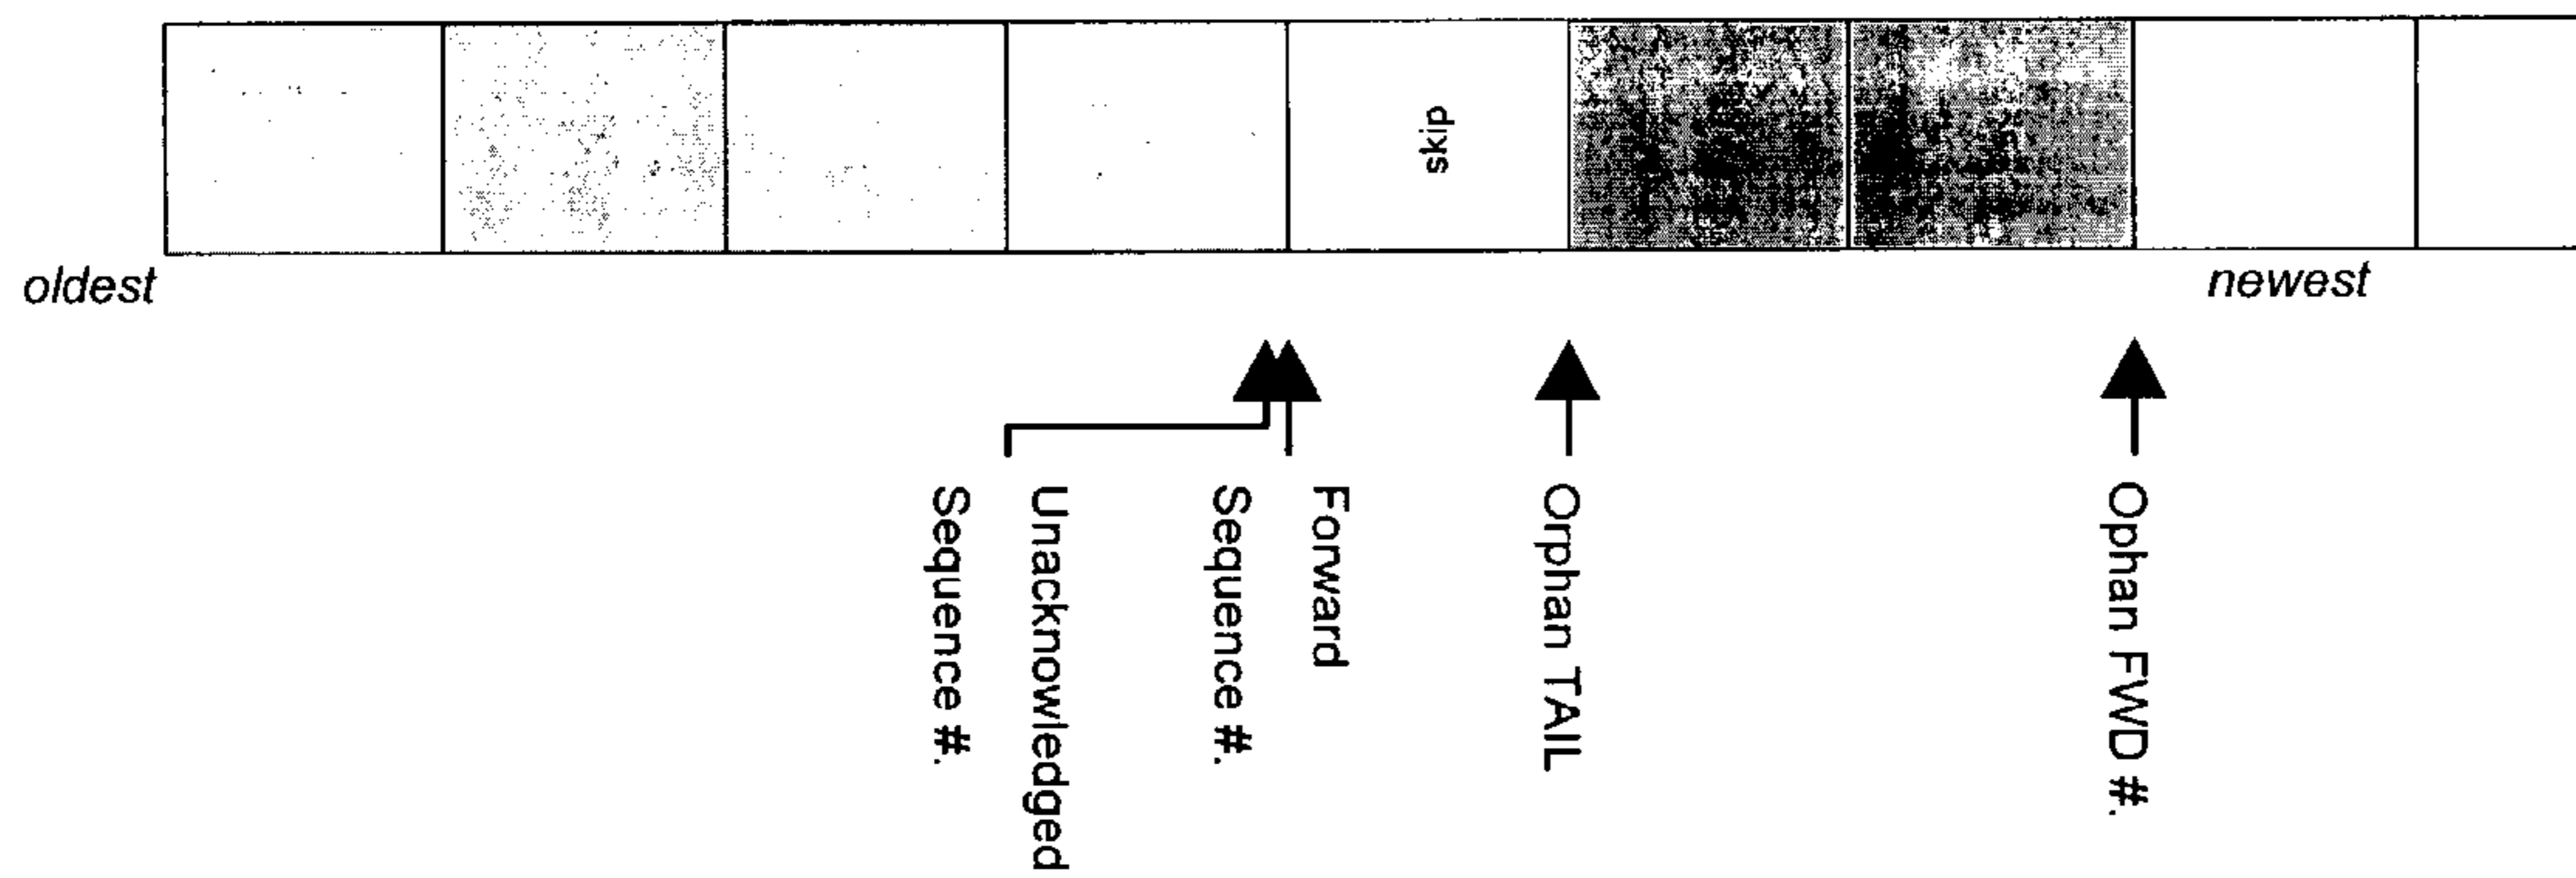 skip
oldest
newest
Unacknowledged
Sequence #.
Forward
Sequence #.
Orphan TAIL
Ophan FWD #.